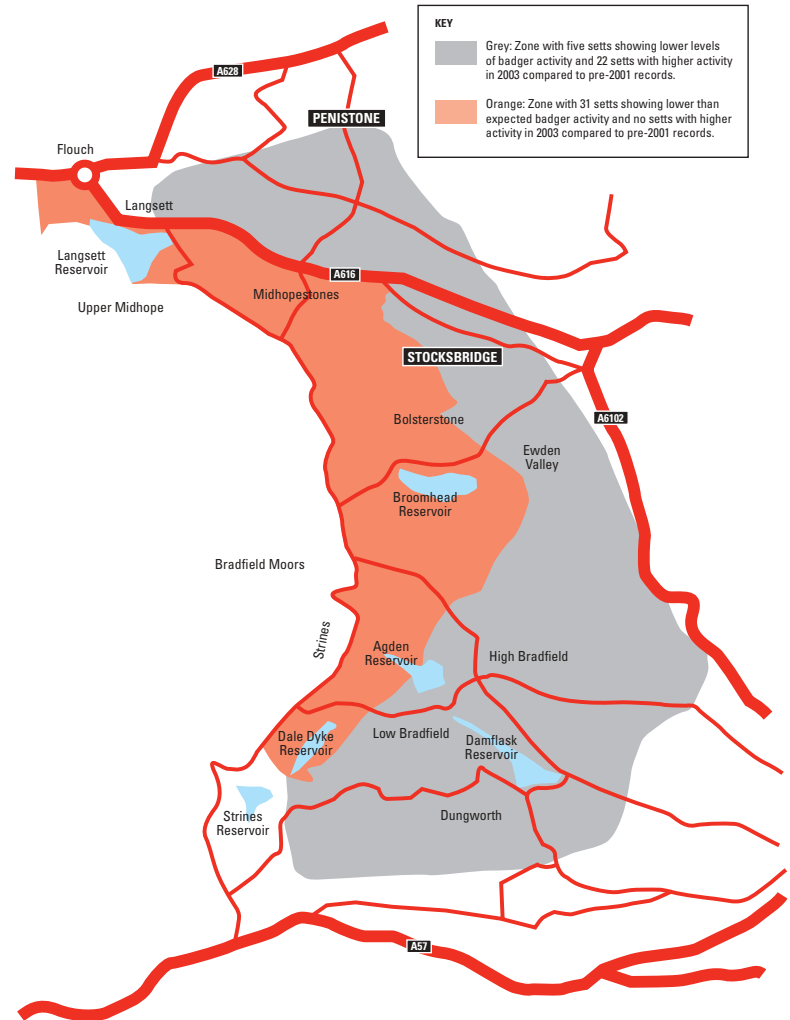 KEY
Grey: Zone with five setts showing lower levels
of badger activity and 22 setts with higher activity
in 2003 compared to pre-2001 records.
Orange: Zone with 31 setts showing lower than
expected badger activity and no setts with higher
activity in 2003 compared to pre-2001 records.
A628
PENISTONE
Flouch
Langsett
Langsett
Reservoir
A616
Midhopestones
Upper Midhope
STOCKSBRIDGE
Bolsterstone
A6102
Ewden
Valley
Broomhead
Reservoir
Bradfield Moors
Strines
Agden
Reservoir
High Bradfield
Low Bradfield
Dale Dyke
Reservoir
Damflask
Reservoir
Strines
Reservoir
Dungworth
A57